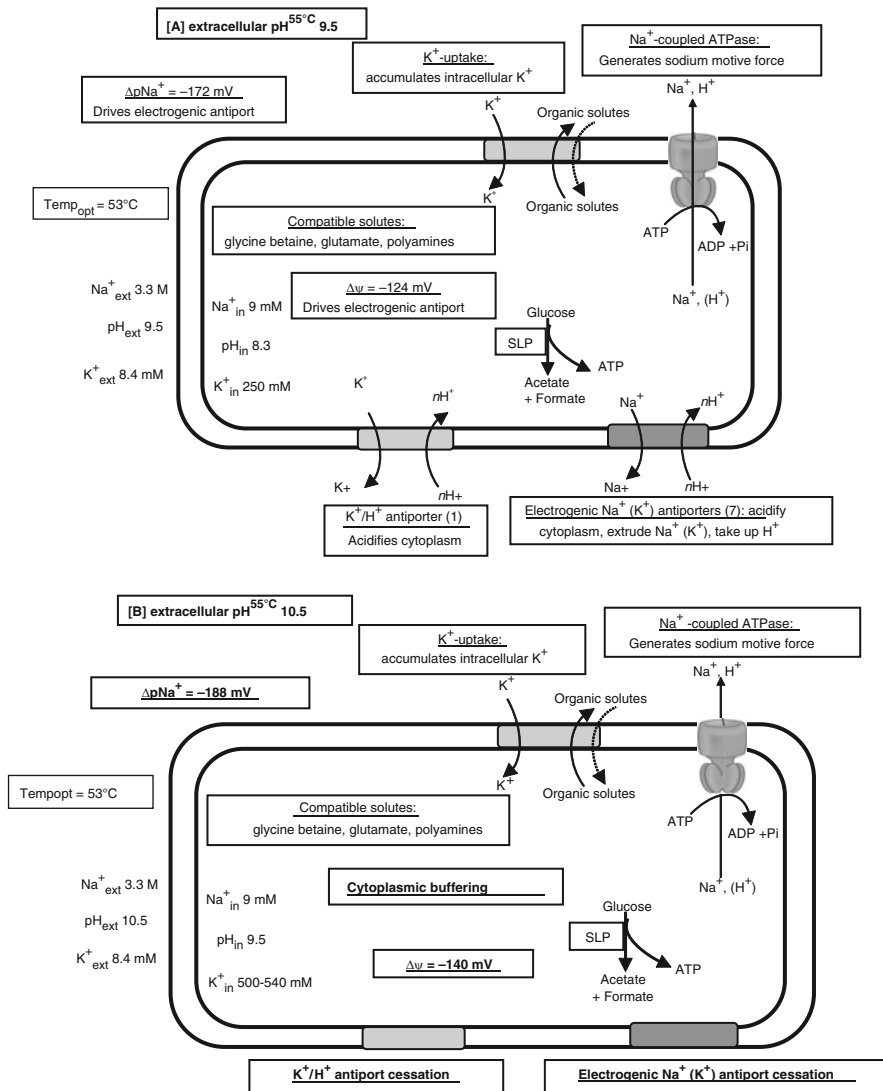 [A] extracellular pH55°C 9.5
K+-uptake:
accumulates intracellular K+
Na+-coupled ATPase:
Generates sodium motive force
ΔpNa+ = –172 mV
Drives electrogenic antiport
Na+, H+
K+
Organic solutes
Tempopt = 53°C
K+
Organic solutes
ATP
ADP +Pi
Compatible solutes:
glycine betaine, glutamate, polyamines
Na+ext 3.3 M
Na+in 9 mM
Δψ = –124 mV
Drives electrogenic antiport
Na+, (H+)
Glucose
pHext 9.5
pHin 8.3
SLP
ATP
K+ext 8.4 mM
K+in 250 mM
Acetate
+ Formate
K+
nH+
Na+
nH+
K+
nH+
Na+
nH+
K+/H+ antiporter (1)
Acidifies cytoplasm
Electrogenic Na+ (K+) antiporters (7): acidify
cytoplasm, extrude Na+ (K+), take up H+
[B] extracellular pH55°C 10.5
K+-uptake:
accumulates intracellular K+
Na+ -coupled ATPase:
Generates sodium motive force
ΔpNa+ = –188 mV
Na+, H+
K+
Organic solutes
Tempopt = 53°C
K+
Organic solutes
ATP
ADP +Pi
Compatible solutes:
glycine betaine, glutamate, polyamines
Na+ext 3.3 M
Na+in 9 mM
Cytoplasmic buffering
Na+, (H+)
Glucose
pHext 10.5
pHin 9.5
SLP
K+ext 8.4 mM
K+in 500-540 mM
Δψ = –140 mV
ATP
Acetate
+ Formate
K+/H+ antiport cessation
Electrogenic Na+ (K+) antiport cessation